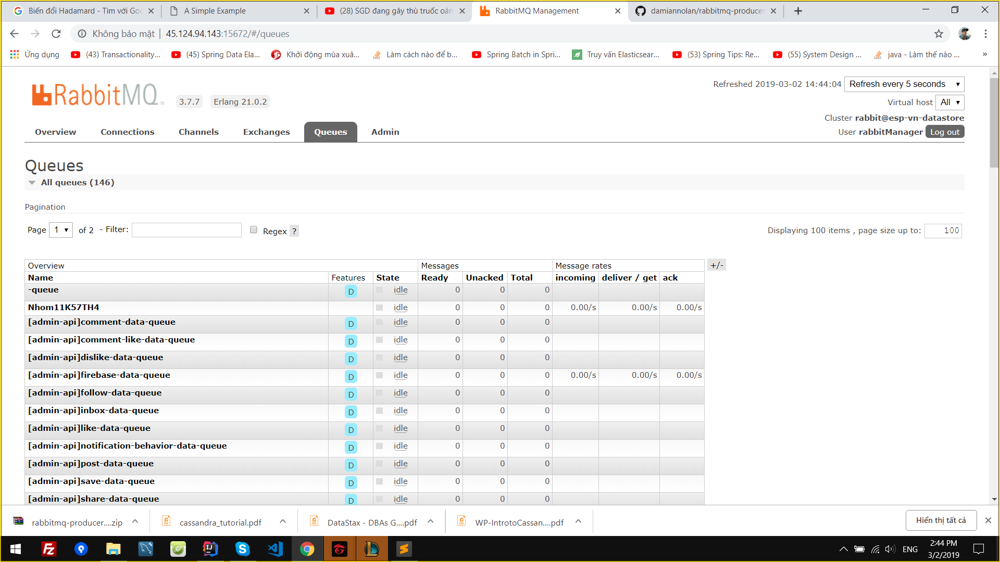 Biến đổi Hadamard - Tìm với Goo
A Simple Example
(28) SGD đang gây thù truốc oán
RabbitMQ Management
damiannolan/rabbitmq-producer
Không bảo mật
45.124.94.143:15672/#/queues
Ứng dụng
(43) Transactionality...
(45) Spring Data Ela...
Khởi động mùa xuâ...
Làm cách nào để b...
Spring Batch in Spri...
Truy vấn Elasticsear...
(53) Spring Tips: Re...
(55) System Design ...
java - Làm thế nào ...
»
RabbitMQ™
3.7.7
Erlang 21.0.2
Refreshed 2019-03-02 14:44:04 Refresh every 5 seconds
Virtual host All
Cluster rabbit@esp-vn-datastore
User rabbitManager Log out
Overview Connections Channels Exchanges Queues Admin
Queues
All queues (146)
Pagination
Page 1 of 2 - Filter: Regex ?
Displaying 100 items , page size up to: 100
Overview Messages Message rates +/-
Name Features State Ready Unacked Total incoming deliver / get ack
-queue D idle 0 0 0
Nhom11K57TH4 idle 0 0 0 0.00/s 0.00/s 0.00/s
[admin-api]comment-data-queue D idle 0 0 0
[admin-api]comment-like-data-queue D idle 0 0 0
[admin-api]dislike-data-queue D idle 0 0 0
[admin-api]firebase-data-queue D idle 0 0 0 0.00/s 0.00/s 0.00/s
[admin-api]follow-data-queue D idle 0 0 0
[admin-api]inbox-data-queue D idle 0 0 0
[admin-api]like-data-queue D idle 0 0 0
[admin-api]notification-behavior-data-queue D idle 0 0 0
[admin-api]post-data-queue D idle 0 0 0
[admin-api]save-data-queue D idle 0 0 0
[admin-api]share-data-queue D idle 0 0 0
rabbitmq-producer....zip
cassandra_tutorial.pdf
DataStax - DBAs G....pdf
WP-IntrotoCassan....pdf
Hiển thị tất cả
ENG
2:44 PM
3/2/2019